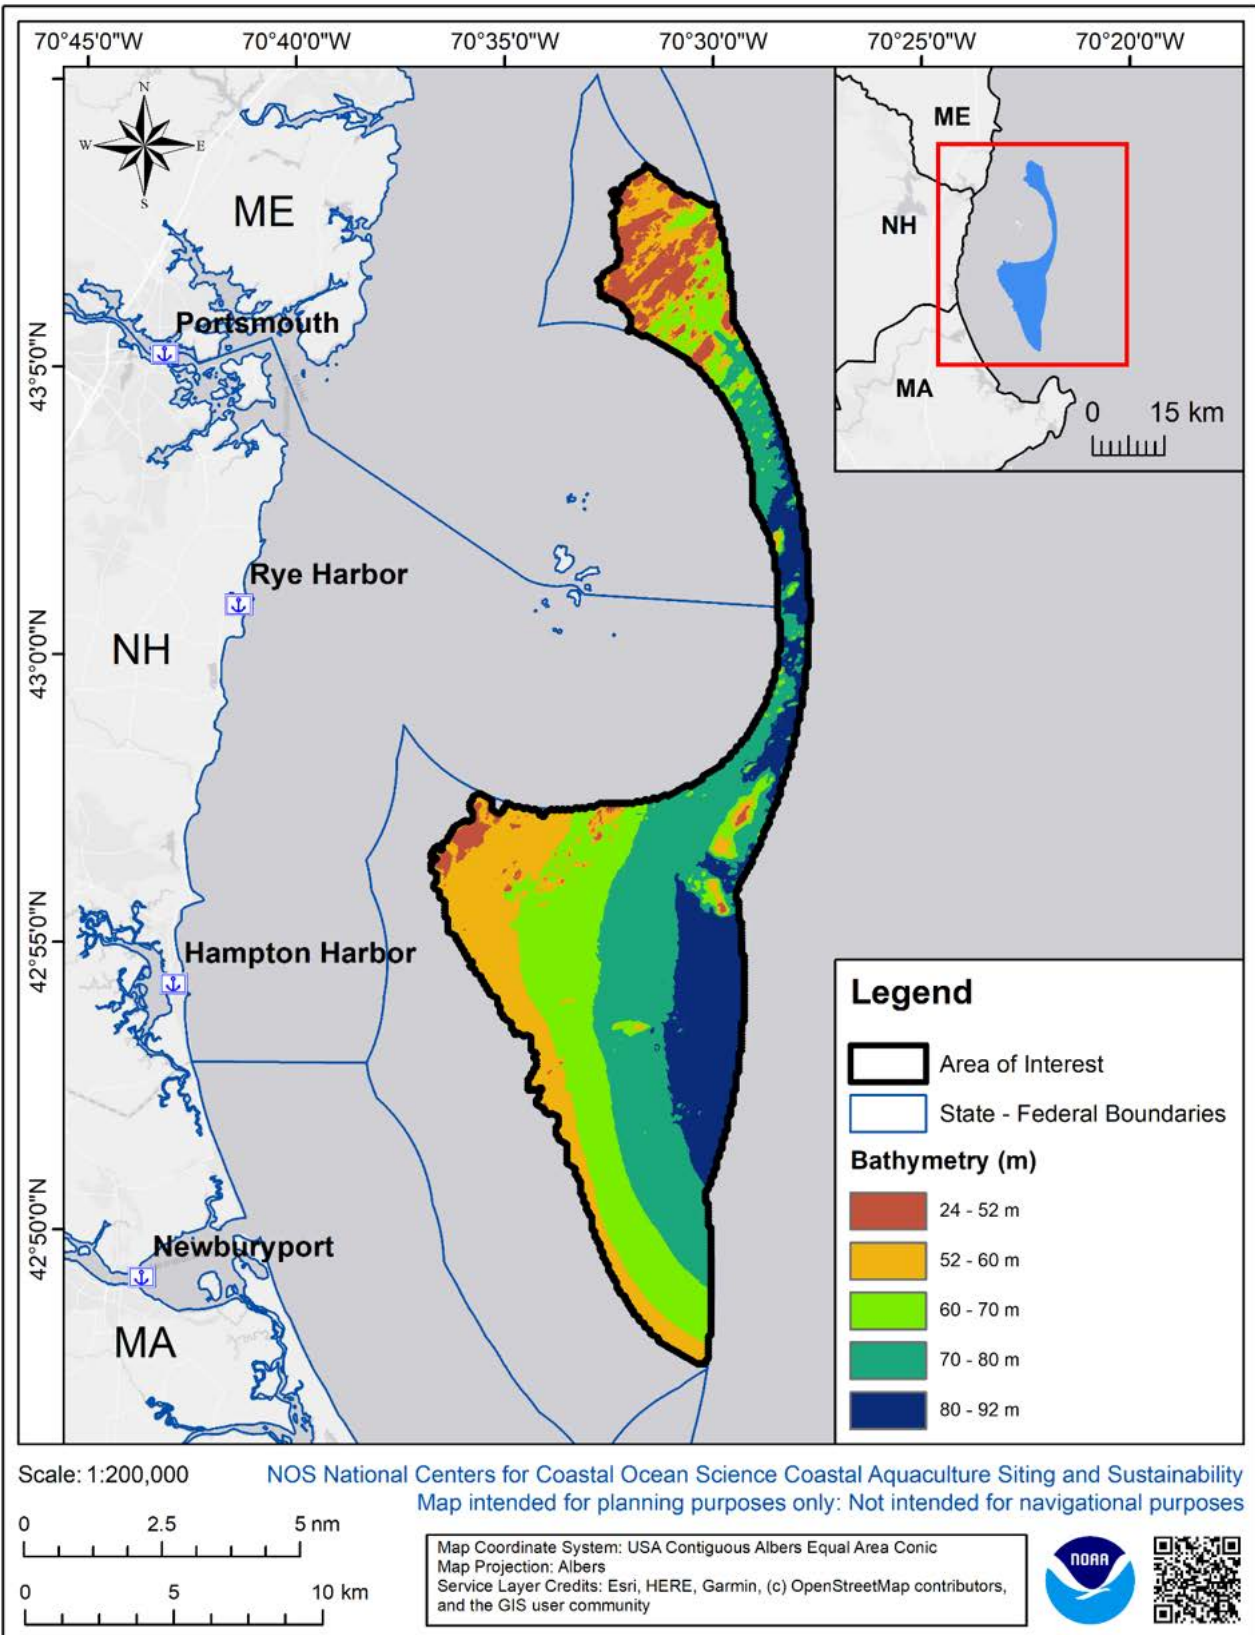 70°45'0"W 70°40'0"W 70°35'0"W 70°30'0"W 70°25'0"W 70°20'0"W
N
W E
S
ME
Portsmouth
43°5'0"N
Rye Harbor
43°0'0"N
NH
42°55'0"N
Hampton Harbor
42°50'0"N
Newburyport
MA
ME
NH
MA
0 15 km
Legend
Area of Interest
State - Federal Boundaries
Bathymetry (m)
24 - 52 m
52 - 60 m
60 - 70 m
70 - 80 m
80 - 92 m
Scale: 1:200,000
NOS National Centers for Coastal Ocean Science Coastal Aquaculture Siting and Sustainability
Map intended for planning purposes only: Not intended for navigational purposes
0 2.5 5 nm
0 5 10 km
Map Coordinate System: USA Contiguous Albers Equal Area Conic
Map Projection: Albers
Service Layer Credits: Esri, HERE, Garmin, (c) OpenStreetMap contributors,
and the GIS user community
NOAA